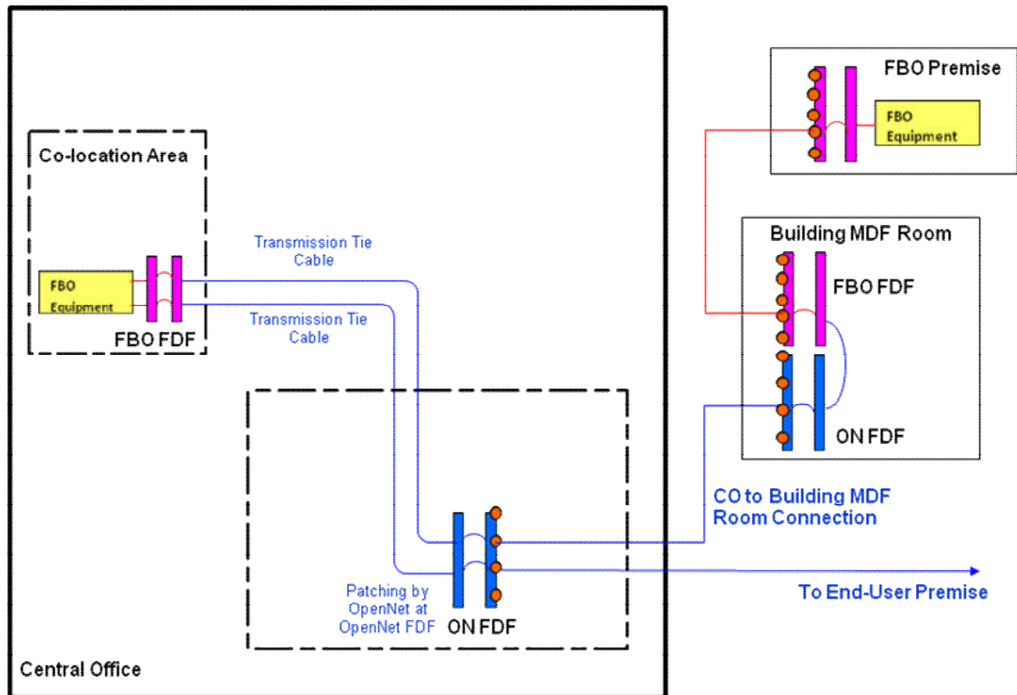 FBO Premise
FBO
Equipment
Co-location Area
Building MDF Room
Transmission Tie
Cable
FBO FDF
FBO
Equipment
Transmission Tie
Cable
FBO FDF
ON FDF
CO to Building MDF
Room Connection
Patching by
OpenNet at
OpenNet FDF
ON FDF
To End-User Premise
Central Office